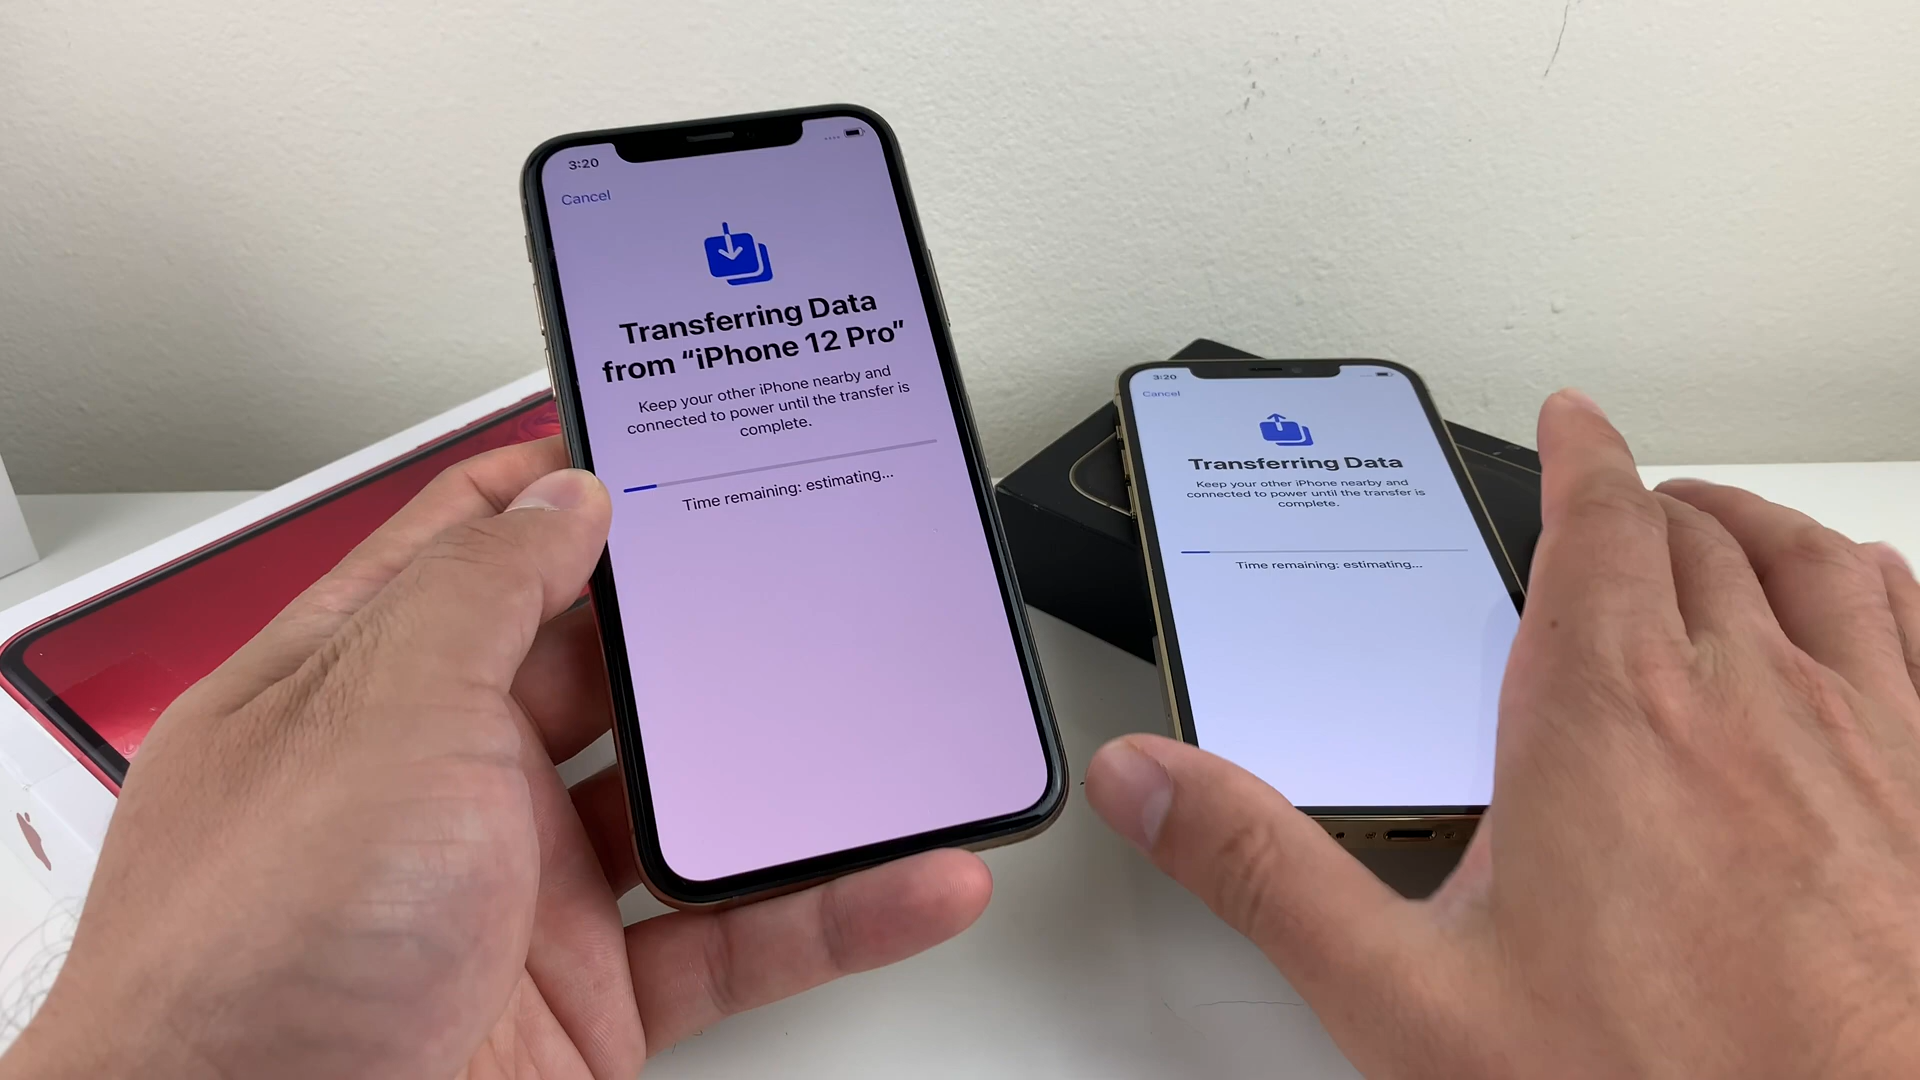 3:20
Cancel
Transferring Data
from “iPhone 12 Pro”
Keep your other iPhone nearby and
connected to power until the transfer is
complete.
Time remaining: estimating...
3:20
Cancel
Transferring Data
Keep your other iPhone nearby and
connected to power until the transfer is
complete.
Time remaining: estimating...